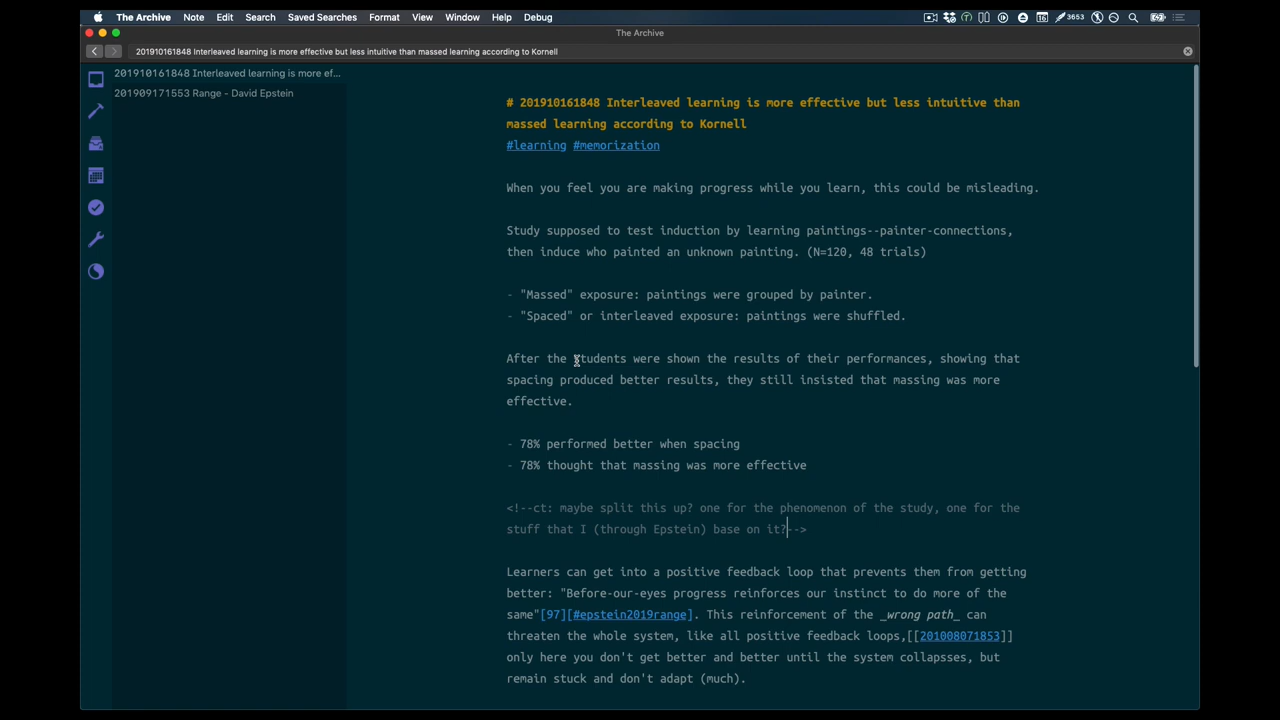 The Archive Note Edit Search Saved Searches Format View Window Help Debug 16 3653
The Archive
201910161848 Interleaved learning is more effective but less intuitive than massed learning according to Kornell
201910161848 Interleaved learning is more ef...
201909171553 Range - David Epstein
# 201910161848 Interleaved learning is more effective but less intuitive than
massed learning according to Kornell
#learning #memorization
When you feel you are making progress while you learn, this could be misleading.
Study supposed to test induction by learning paintings--painter-connections,
then induce who painted an unknown painting. (N=120, 48 trials)
- "Massed" exposure: paintings were grouped by painter.
- "Spaced" or interleaved exposure: paintings were shuffled.
After the students were shown the results of their performances, showing that
spacing produced better results, they still insisted that massing was more
effective.
- 78% performed better when spacing
- 78% thought that massing was more effective
<!--ct: maybe split this up? one for the phenomenon of the study, one for the
stuff that I (through Epstein) base on it?-->
Learners can get into a positive feedback loop that prevents them from getting
better: "Before-our-eyes progress reinforces our instinct to do more of the
same"[97][#epstein2019range]. This reinforcement of the _wrong path_ can
threaten the whole system, like all positive feedback loops,[[201008071853]]
only here you don't get better and better until the system collapsses, but
remain stuck and don't adapt (much).